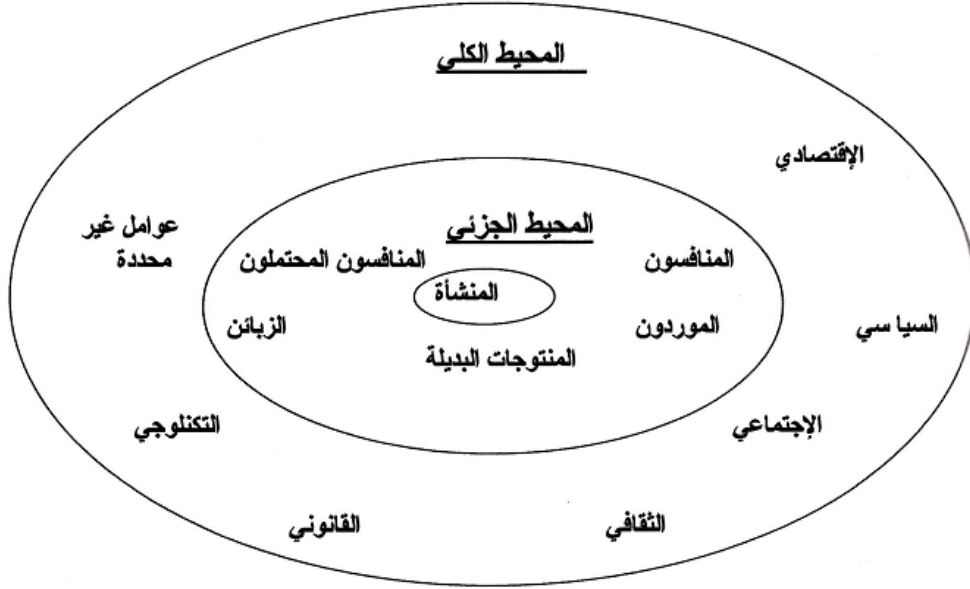 المحيط الكلي
الإقتصادي
المحيط الجزئي
عوامل غير
محددة
المنافسون
المنافسون المحتملون
المنشأة
السيا سي
الموردون
الزبائن
المنتوجات البديلة
الإجتماعي
التكنلوجي
الثقافي
القانوني